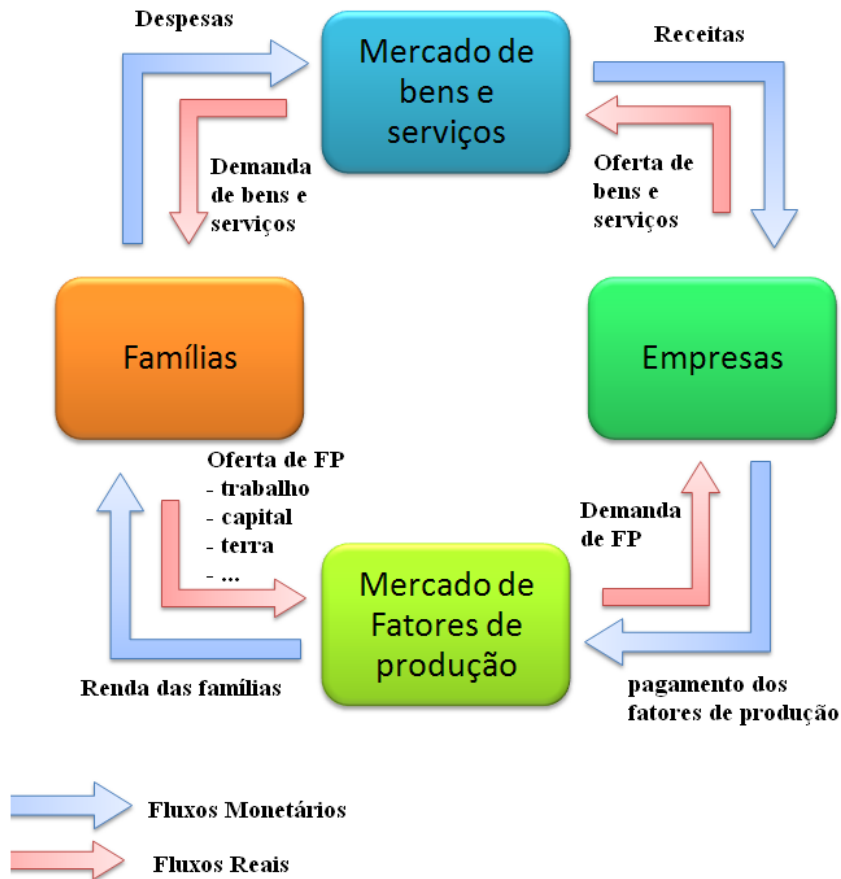 Despesas
Mercado de
bens e
serviços
Receitas
Demanda
de bens e
serviços
Oferta de
bens e
serviços
Famílias
Empresas
Oferta de FP
- trabalho
- capital
- terra
- ...
Demanda
de FP
Mercado de
Fatores de
produção
Renda das famílias
pagamento dos
fatores de produção
Fluxos Monetários
Fluxos Reais